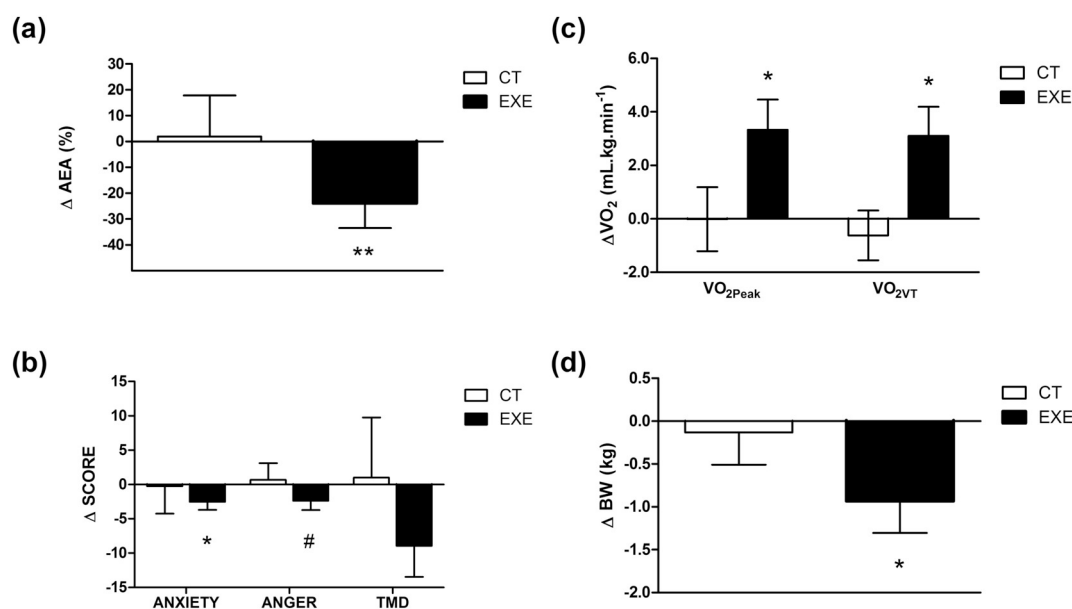 (a)
30
20
10
0
-10
-20
-30
-40
Δ AEA (%)
CT
EXE
**
(c)
6.0
4.0
2.0
0.0
-2.0
ΔVO₂ (mL.kg.min⁻¹)
* *
CT
EXE
VO₂Peak VO₂VT
(b)
15
10
5
0
-5
-10
-15
Δ SCORE
CT
EXE
* #
ANXIETY ANGER TMD
(d)
0.5
0.0
-0.5
-1.0
-1.5
-2.0
Δ BW (kg)
CT
EXE
*